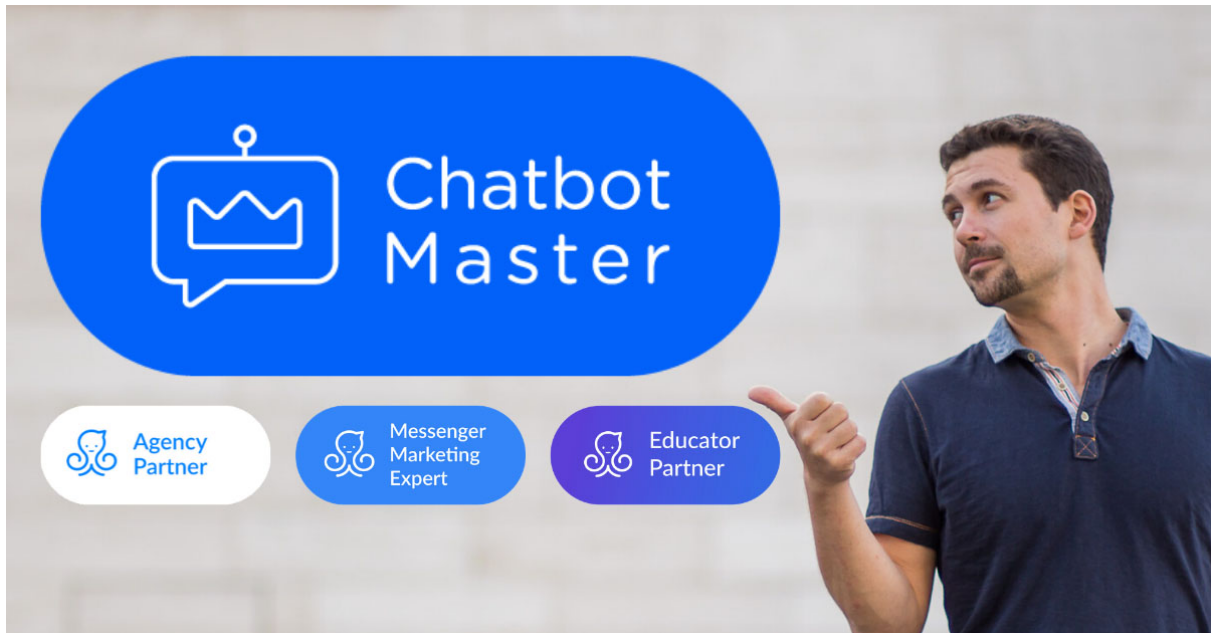 Chatbot
Master
Agency
Partner
Messenger
Marketing
Expert
Educator
Partner